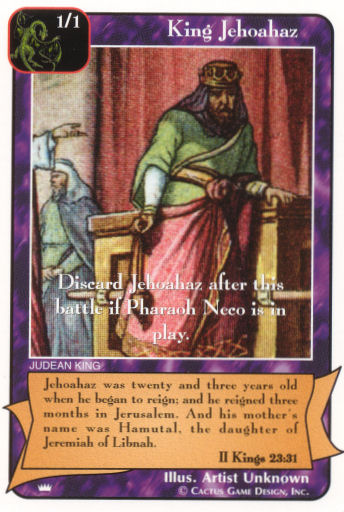 1/1
King Jehoahaz
Discard Jehoahaz after this
battle if Pharaoh Neco is in
play.
JUDEAN KING
Jehoahaz was twenty and three years old
when he began to reign; and he reigned three
months in Jerusalem. And his mother's
name was Hamutal, the daughter of
Jeremiah of Libnah.
II Kings 23:31
Illus. Artist Unknown
© CACTUS GAME DESIGN, INC.